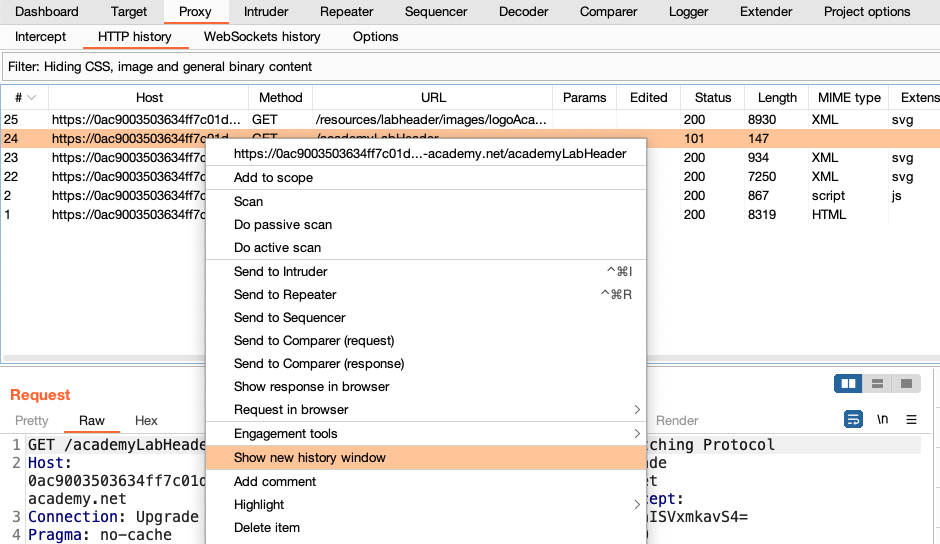 Dashboard Target Proxy Intruder Repeater Sequencer Decoder Comparer Logger Extender Project options
Intercept HTTP history WebSockets history Options
Filter: Hiding CSS, image and general binary content
# Host Method URL Params Edited Status Length MIME type Extens
25 https://0ac9003503634ff7c01d... GET /resources/labheader/images/logoAca... 200 8930 XML svg
24 https://0ac9003503634ff7c01d... GET /academyLabHeader 101 147
23 https://0ac9003503634ff7c 200 934 XML svg
22 https://0ac9003503634ff7c 200 7250 XML svg
2 https://0ac9003503634ff7c 200 867 script js
1 https://0ac9003503634ff7c 200 8319 HTML
https://0ac9003503634ff7c01d...-academy.net/academyLabHeader
Add to scope
Scan
Do passive scan
Do active scan
Send to Intruder ^⌘I
Send to Repeater ^⌘R
Send to Sequencer
Send to Comparer (request)
Send to Comparer (response)
Show response in browser
Request in browser
Engagement tools
Show new history window
Add comment
Highlight
Delete item
Request
Pretty Raw Hex
1 GET /academyLabHeade
2 Host:
0ac9003503634ff7c01d
academy.net
3 Connection: Upgrade
4 Pragma: no-cache
Render \n
ching Protocol
ade
et
cept:
ISVxmkavS4=